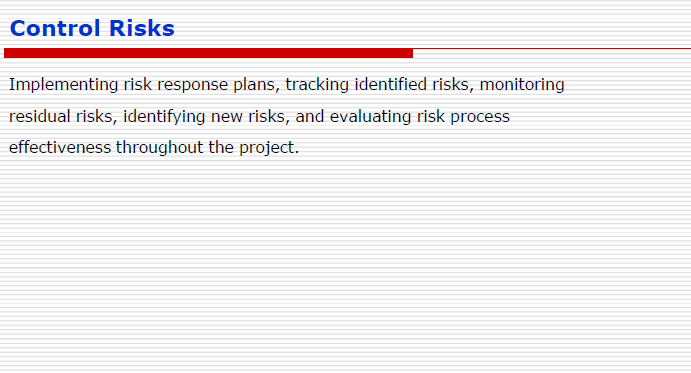 Control Risks
Implementing risk response plans, tracking identified risks, monitoring
residual risks, identifying new risks, and evaluating risk process
effectiveness throughout the project.